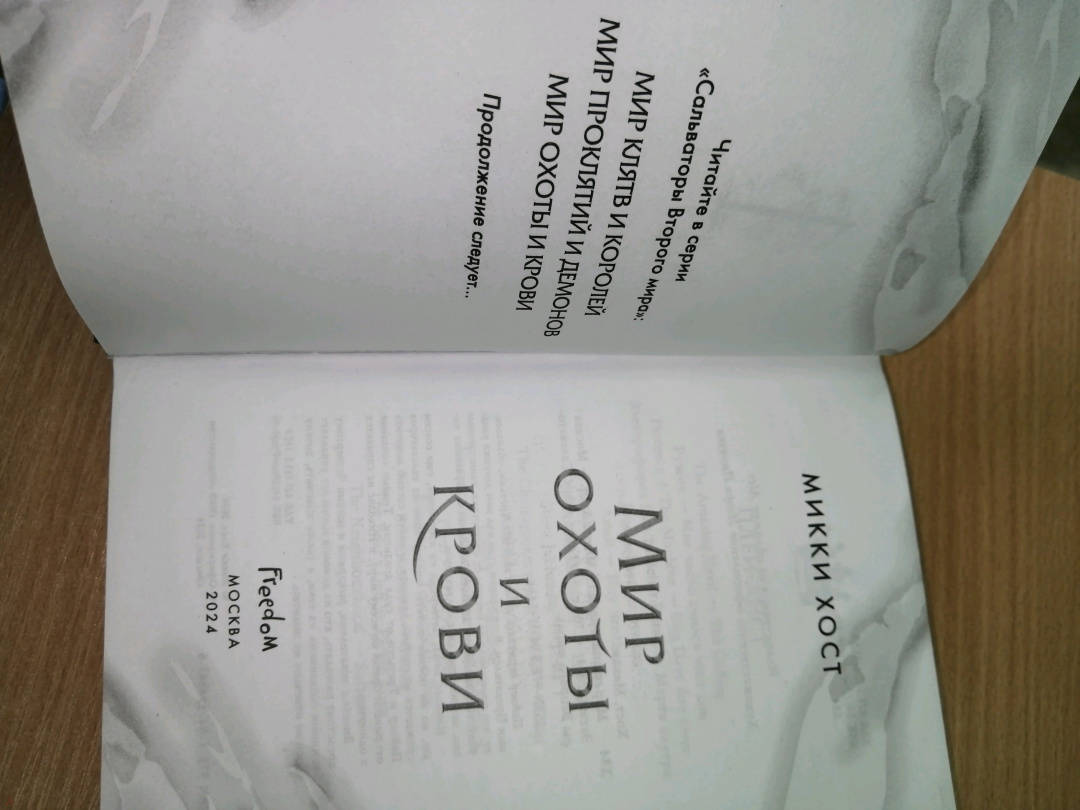 Читайте в серии
«Сальваторы Второго мира»:
МИР КЛЯТВ И КОРОЛЕЙ
МИР ПРОКЛЯТИЙ И ДЕМОНОВ
МИР ОХОТЫ И КРОВИ
Продолжение следует...
МИККИ ХОСТ
МИР
ОХОТЫ
И
КРОВИ
Freedom
МОСКВА
2024